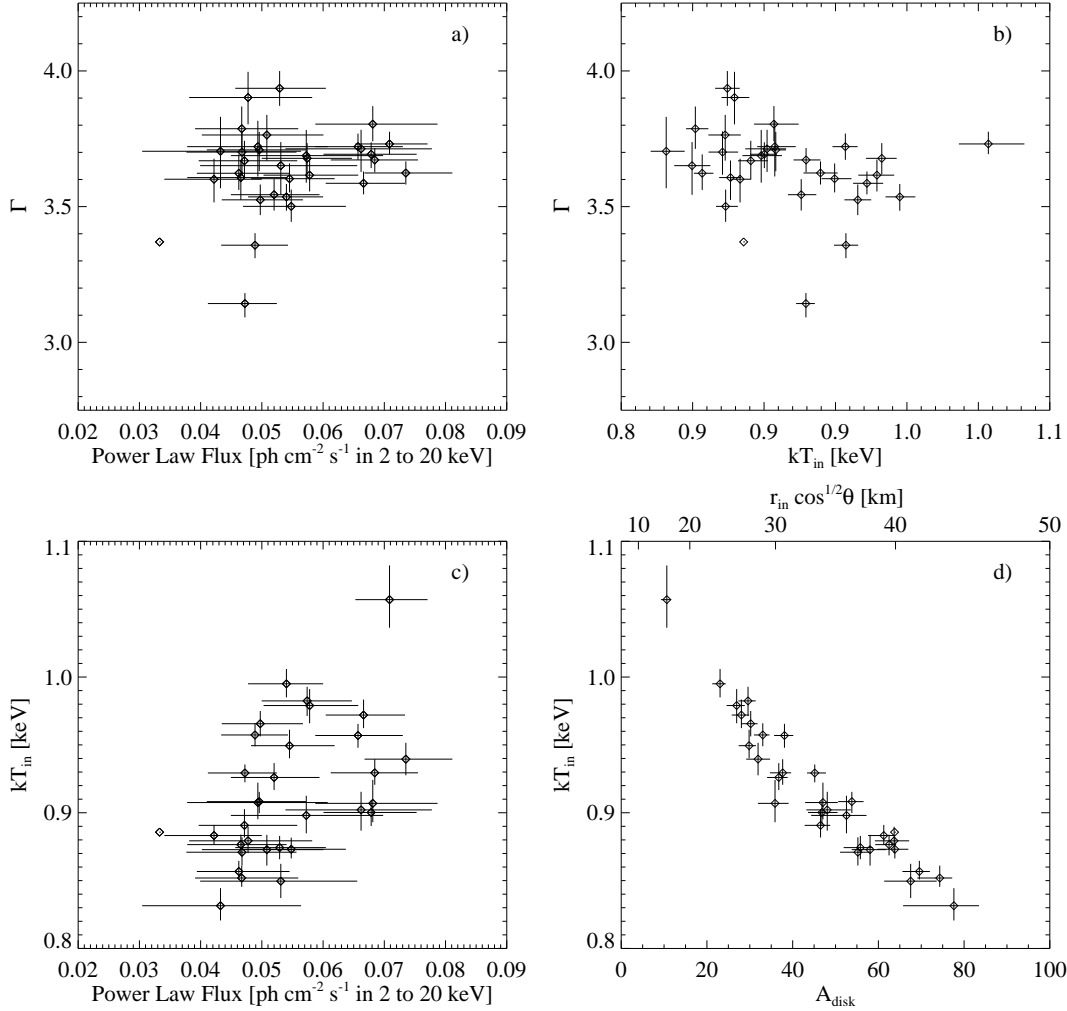 a)
4.0
3.5
3.0
Γ
0.02 0.03 0.04 0.05 0.06 0.07 0.08 0.09
Power Law Flux [ph cm⁻² s⁻¹ in 2 to 20 keV]
b)
4.0
3.5
3.0
Γ
0.8 0.9 0.9 1.0 1.0 1.1
kT_in [keV]
c)
1.1
1.0
0.9
0.8
kT_in [keV]
0.02 0.03 0.04 0.05 0.06 0.07 0.08 0.09
Power Law Flux [ph cm⁻² s⁻¹ in 2 to 20 keV]
r_in cos^1/2θ [km]
10 20 30 40 50
d)
1.1
1.0
0.9
0.8
kT_in [keV]
0 20 40 60 80 100
A_disk